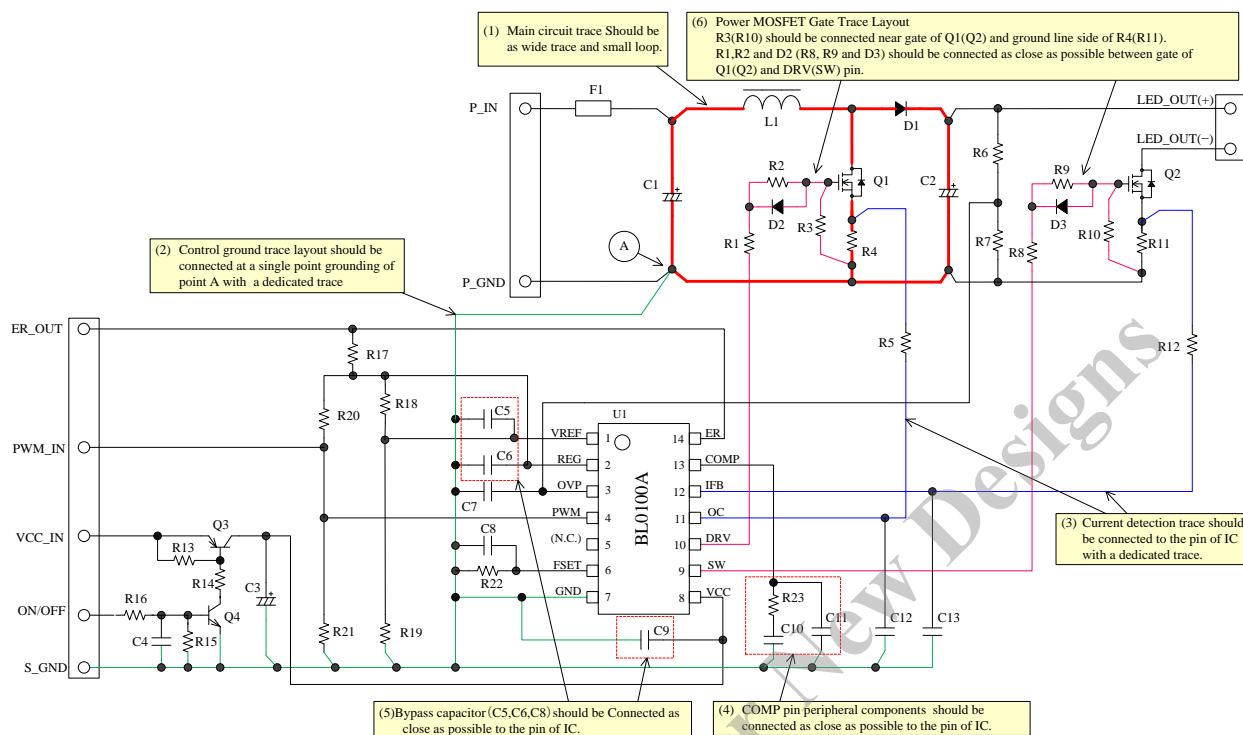 (1) Main circuit trace Should be
as wide trace and small loop.
(6) Power MOSFET Gate Trace Layout
R3(R10) should be connected near gate of Q1(Q2) and ground line side of R4(R11).
R1,R2 and D2 (R8, R9 and D3) should be connected as close as possible between gate of
Q1(Q2) and DRV(SW) pin.
P_IN
F1
L1
D1
LED_OUT(+)
LED_OUT(−)
R6
R2
Q1
R9
Q2
C1
D2
C2
D3
R3
R10
R1
R4
R7
R8
R11
A
(2) Control ground trace layout should be
connected at a single point grounding of
point A with a dedicated trace
P_GND
ER_OUT
R17
R5
R12
R18
R20
C5
U1
VREF
1
14
ER
PWM_IN
C6
REG
2
13
COMP
OVP
3
12
IFB
C7
PWM
4
11
OC
BL0100A
Q3
C8
(N.C.)
5
10
DRV
VCC_IN
R13
R14
R22
FSET
6
9
SW
C3
GND
7
8
VCC
(3) Current detection trace should
be connected to the pin of IC
with a dedicated trace.
ON/OFF
R16
Q4
R23
C4
R15
R21
R19
C9
C10
C11
C12
C13
S_GND
(5)Bypass capacitor(C5,C6,C8)should be Connected as
close as possible to the pin of IC.
(4) COMP pin peripheral components should be
connected as close as possible to the pin of IC.
New Designs